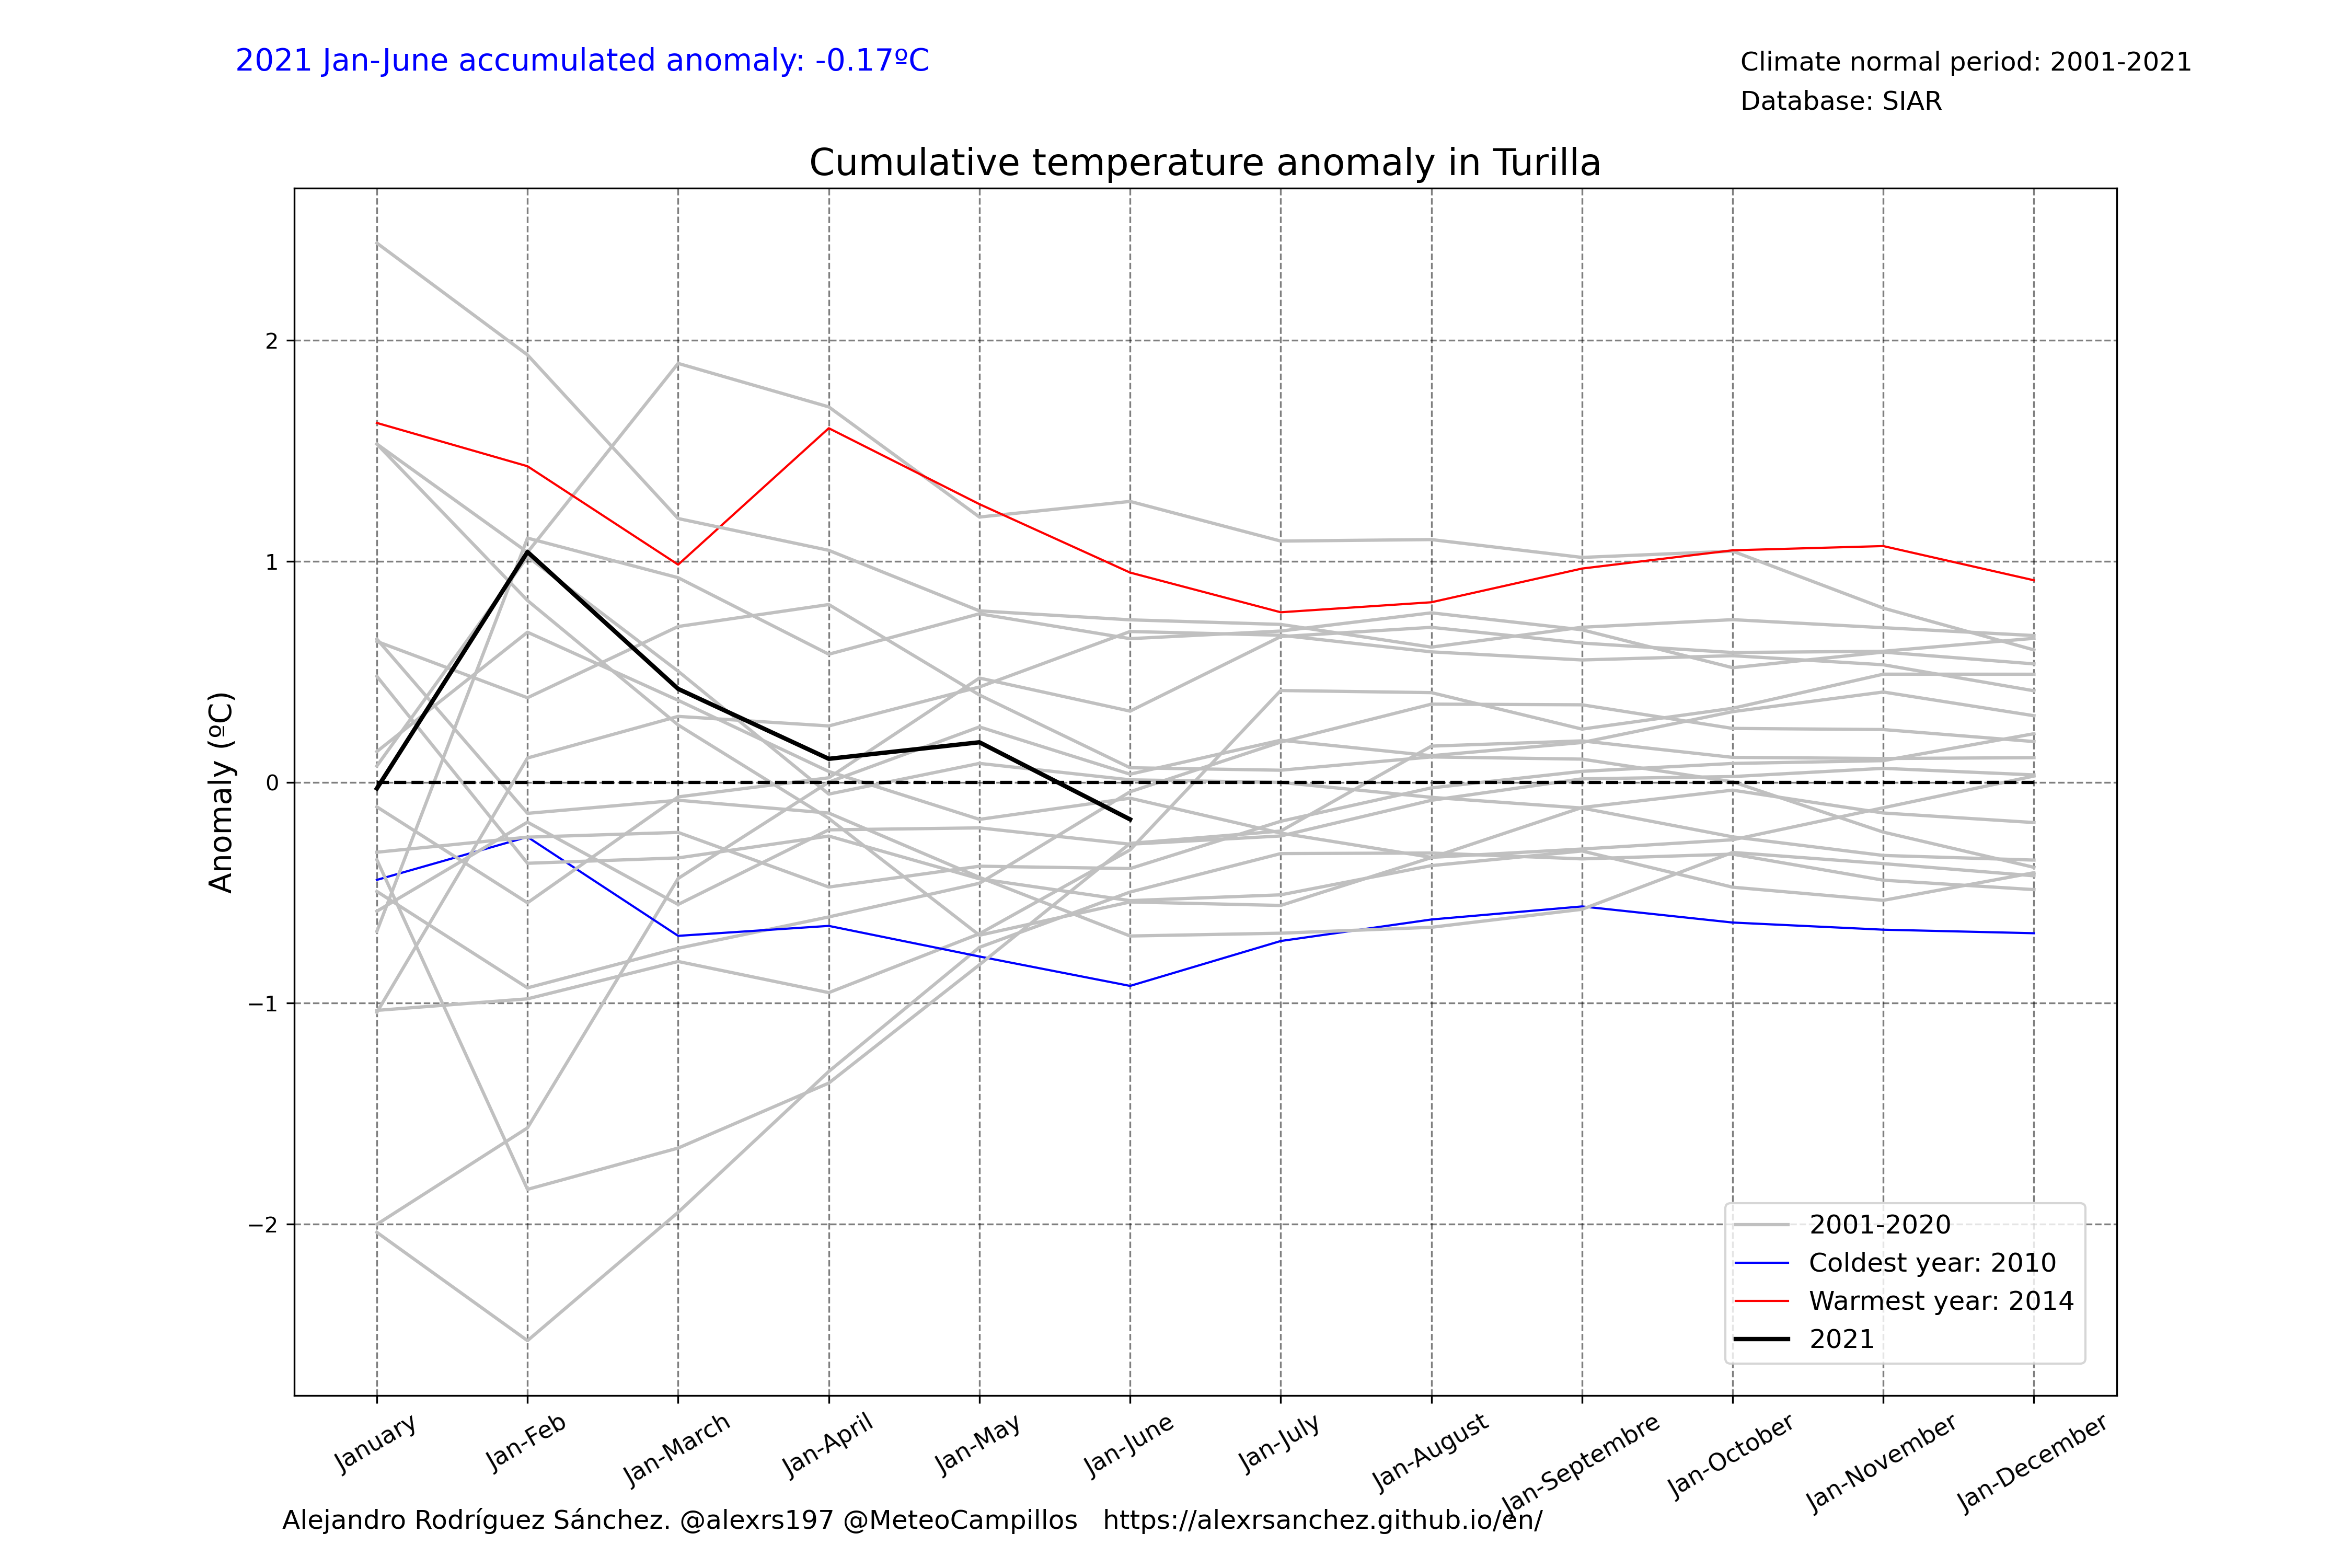 2021 Jan-June accumulated anomaly: -0.17ºC
Climate normal period: 2001-2021
Database: SIAR
Cumulative temperature anomaly in Turilla
Anomaly (ºC)
2
1
0
−1
−2
2001-2020
Coldest year: 2010
Warmest year: 2014
2021
January
Jan-Feb
Jan-March
Jan-April
Jan-May
Jan-June
Jan-July
Jan-August
Jan-Septembre
Jan-October
Jan-November
Jan-December
Alejandro Rodríguez Sánchez. @alexrs197 @MeteoCampillos   https://alexrsanchez.github.io/en/